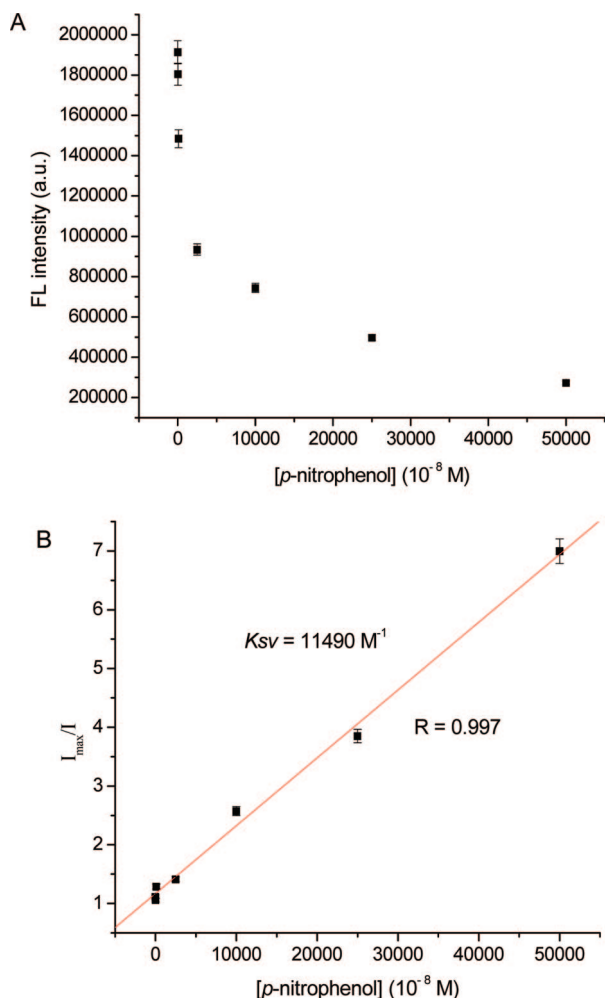 A
2000000
1800000
1600000
1400000
1200000
1000000
800000
600000
400000
200000
FL intensity (a.u.)
0 10000 20000 30000 40000 50000
[p-nitrophenol] (10⁻⁸ M)
B
7
6
5
4
3
2
1
I_max/I
Ksv = 11490 M⁻¹
R = 0.997
0 10000 20000 30000 40000 50000
[p-nitrophenol] (10⁻⁸ M)